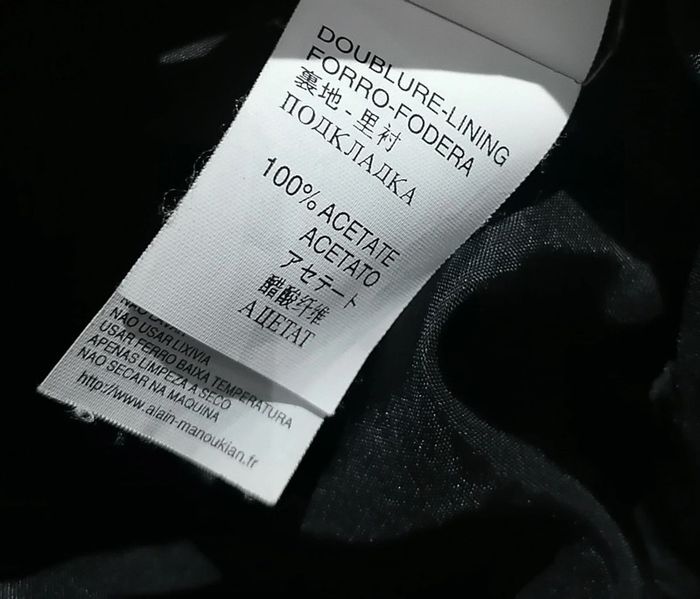 DOUBLURE-LINING
FORRO-FODERA
裏地-里衬
ПОДКЛАДКА
100% ACETATE
ACETATO
アセテート
醋酸纤维
АЦЕТАТ
NÃO USAR LIXIVIA
USAR FERRO BAIXA TEMPERATURA
APENAS LIMPEZA A SECO
NÃO SECAR NA MAQUINA
http://www.alain-manoukian.fr